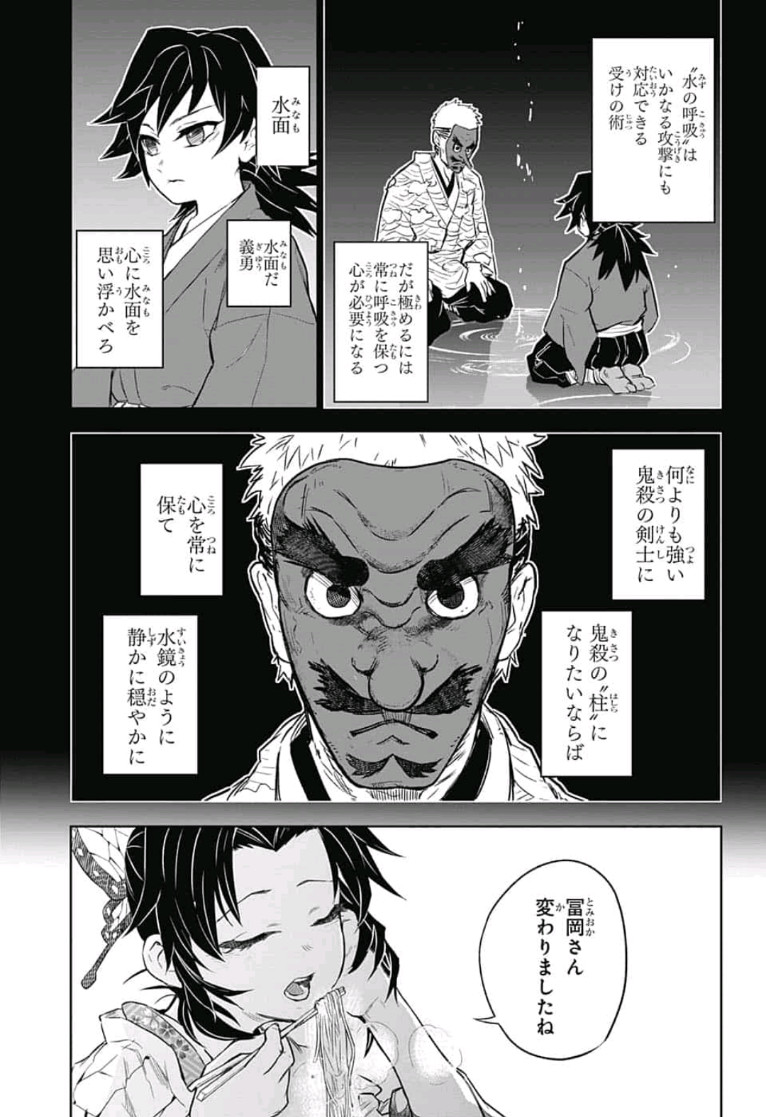 〝水の呼吸〟は
いかなる攻撃にも
対応できる
受けの術
だが極めるには
常に呼吸を保つ
心が必要になる
水面
水面だ
義勇
心に水面を
思い浮かべろ
何よりも強い
鬼殺の剣士に
鬼殺の〝柱〟に
なりたいならば
心を常に
保て
水鏡のように
静かに穏やかに
冨岡さん
変わりましたね